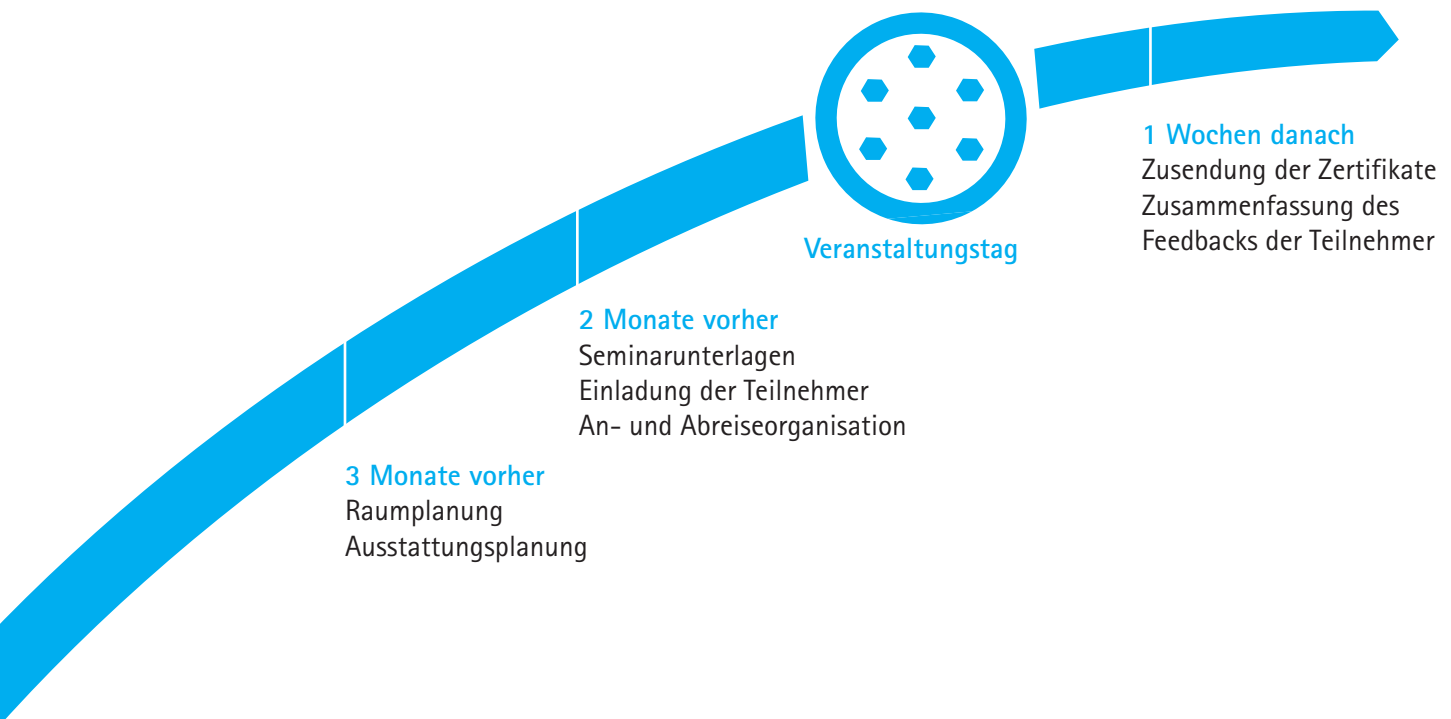 3 Monate vorher
Raumplanung
Ausstattungsplanung
2 Monate vorher
Seminarunterlagen
Einladung der Teilnehmer
An- und Abreiseorganisation
Veranstaltungstag
1 Wochen danach
Zusendung der Zertifikate
Zusammenfassung des
Feedbacks der Teilnehmer